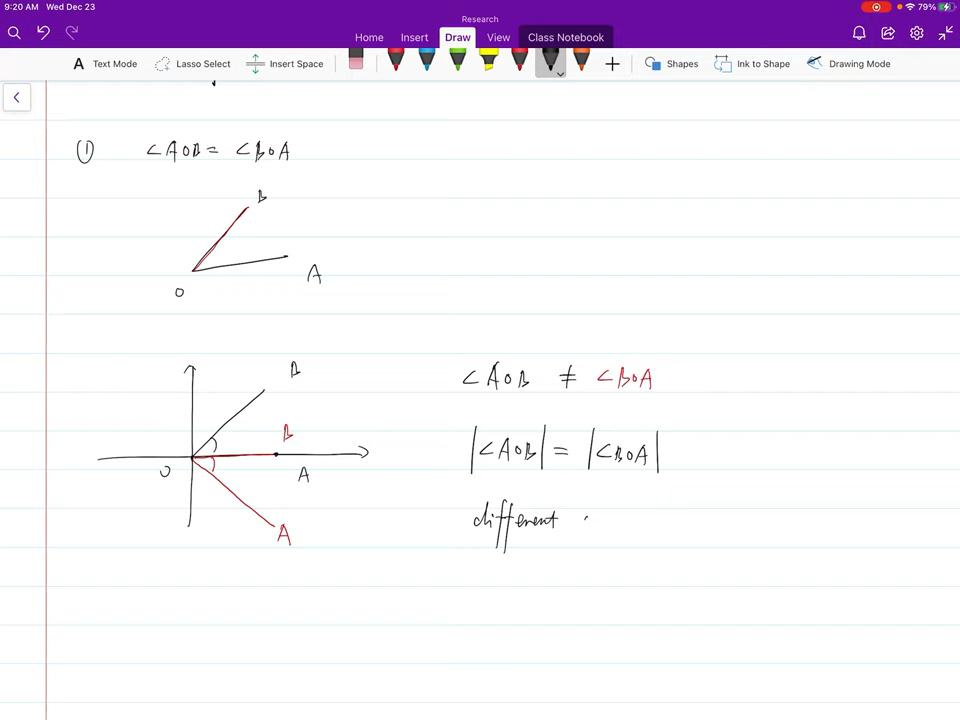 9:20 AM Wed Dec 23 79%
Research
Home Insert Draw View Class Notebook
A Text Mode Lasso Select Insert Space Shapes Ink to Shape Drawing Mode
① ∠AOB = ∠BOA
B
A
O
B
∠AOB ≠ ∠BOA
B
|∠AOB| = |∠BOA|
O A
different
A